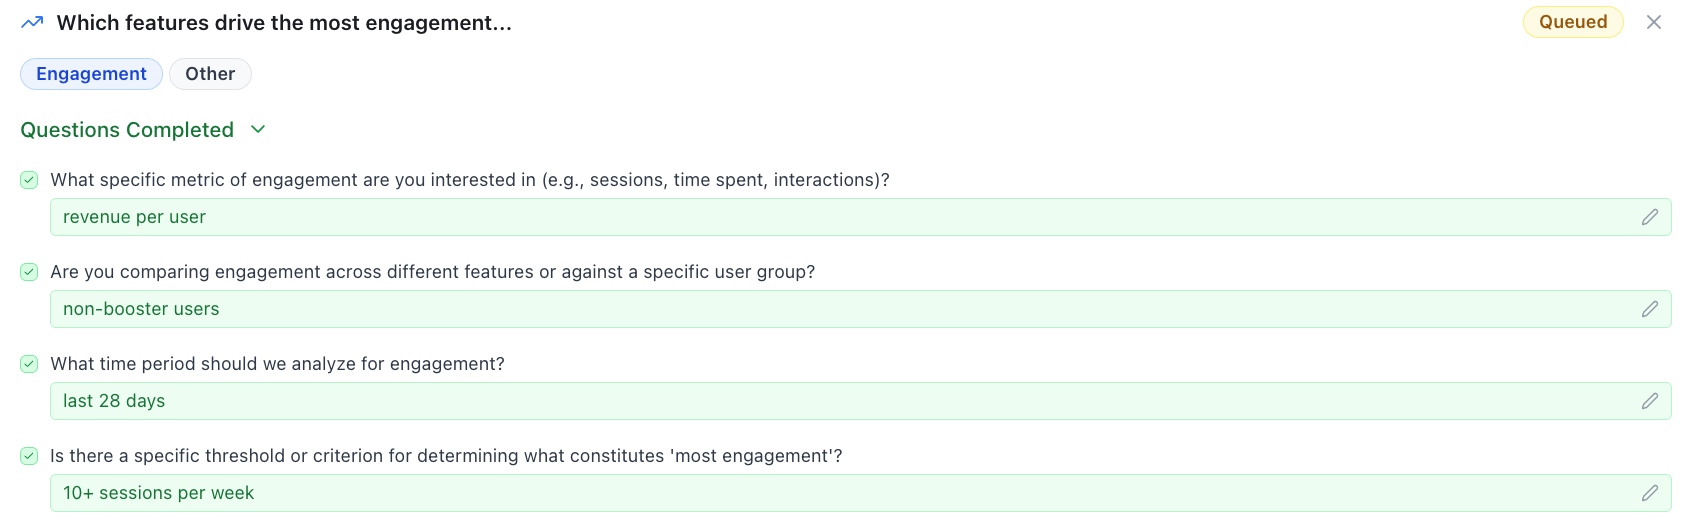 Which features drive the most engagement...
Queued
Engagement
Other
Questions Completed
What specific metric of engagement are you interested in (e.g., sessions, time spent, interactions)?
revenue per user
Are you comparing engagement across different features or against a specific user group?
non-booster users
What time period should we analyze for engagement?
last 28 days
Is there a specific threshold or criterion for determining what constitutes 'most engagement'?
10+ sessions per week